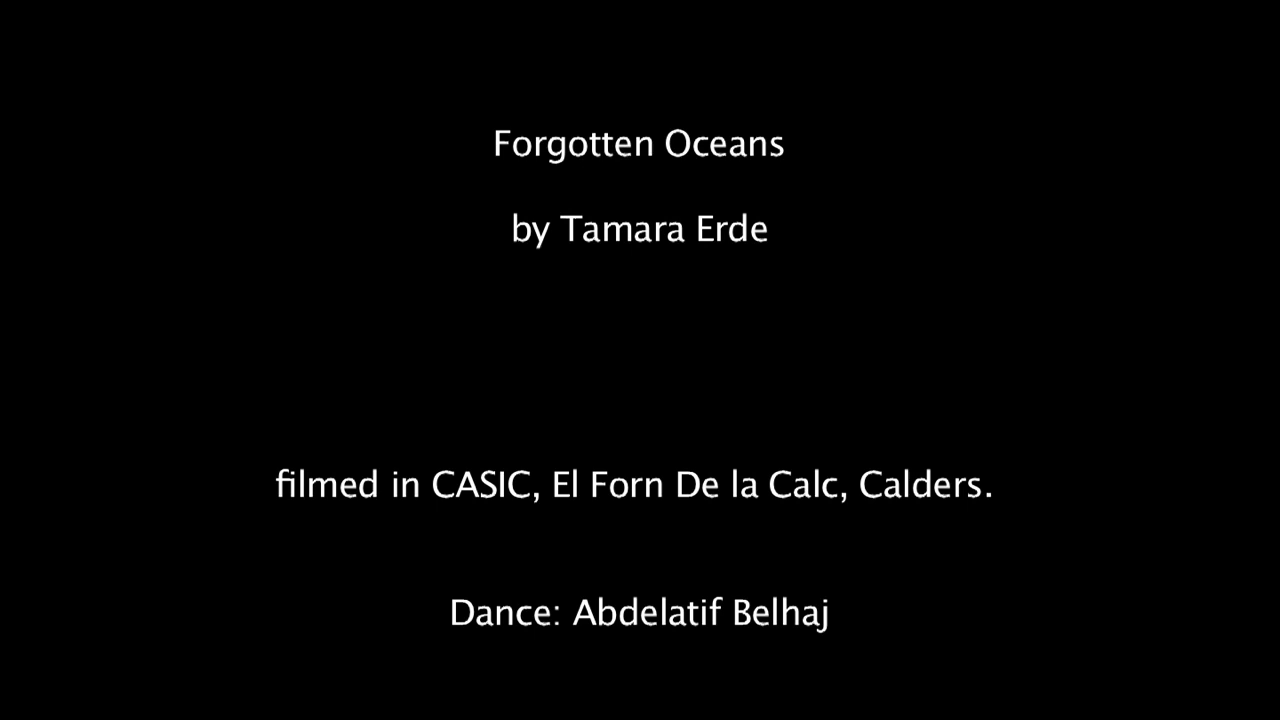 Forgotten Oceans
by Tamara Erde
filmed in CASIC, El Forn De la Calc, Calders.
Dance: Abdelatif Belhaj